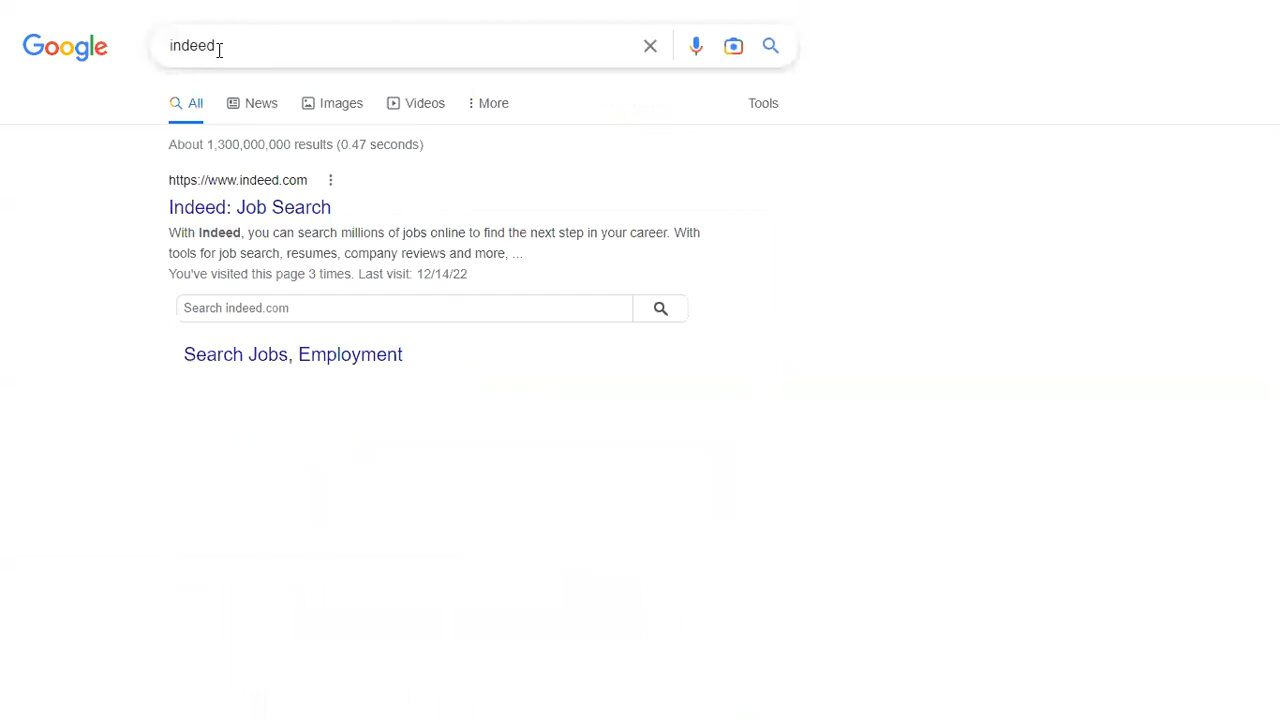 Google
indeed
All News Images Videos More Tools
About 1,300,000,000 results (0.47 seconds)
https://www.indeed.com
Indeed: Job Search
With Indeed, you can search millions of jobs online to find the next step in your career. With
tools for job search, resumes, company reviews and more, ...
You've visited this page 3 times. Last visit: 12/14/22
Search indeed.com
Search Jobs, Employment